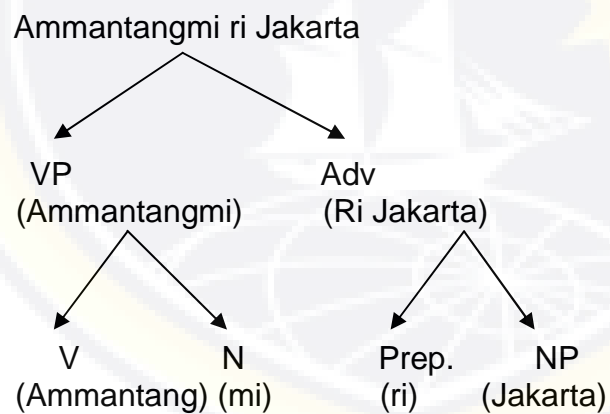 Ammantangmi ri Jakarta
VP Adv
(Ammantangmi) (Ri Jakarta)
V N Prep. NP
(Ammantang) (mi) (ri) (Jakarta)